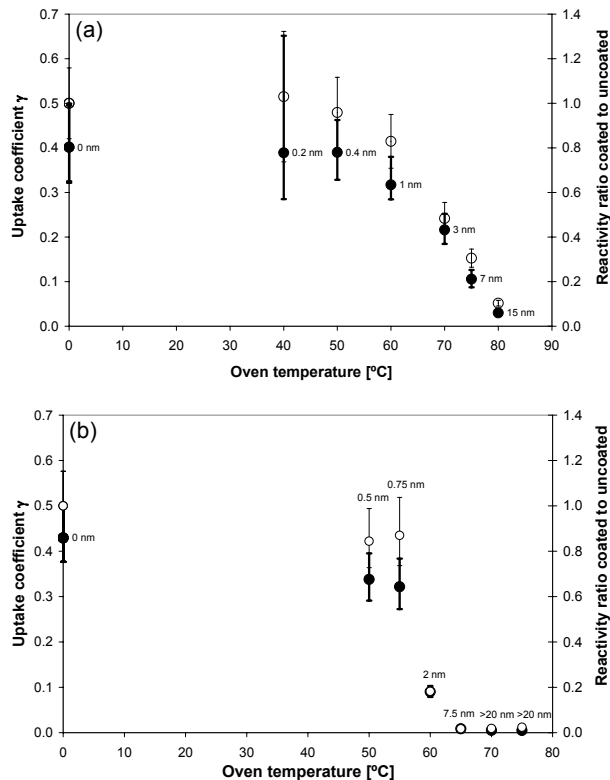 (a)
0.7
0.6
0.5
0.4
0.3
0.2
0.1
0.0
Uptake coefficient γ
1.4
1.2
1.0
0.8
0.6
0.4
0.2
0.0
Reactivity ratio coated to uncoated
0 nm
0.2 nm
0.4 nm
1 nm
3 nm
7 nm
15 nm
0 10 20 30 40 50 60 70 80 90
Oven temperature [ºC]
(b)
0.7
0.6
0.5
0.4
0.3
0.2
0.1
0.0
Uptake coefficient γ
1.4
1.2
1.0
0.8
0.6
0.4
0.2
0.0
Reactivity ratio coated to uncoated
0 nm
0.5 nm
0.75 nm
2 nm
7.5 nm >20 nm >20 nm
0 10 20 30 40 50 60 70 80
Oven temperature [ºC]